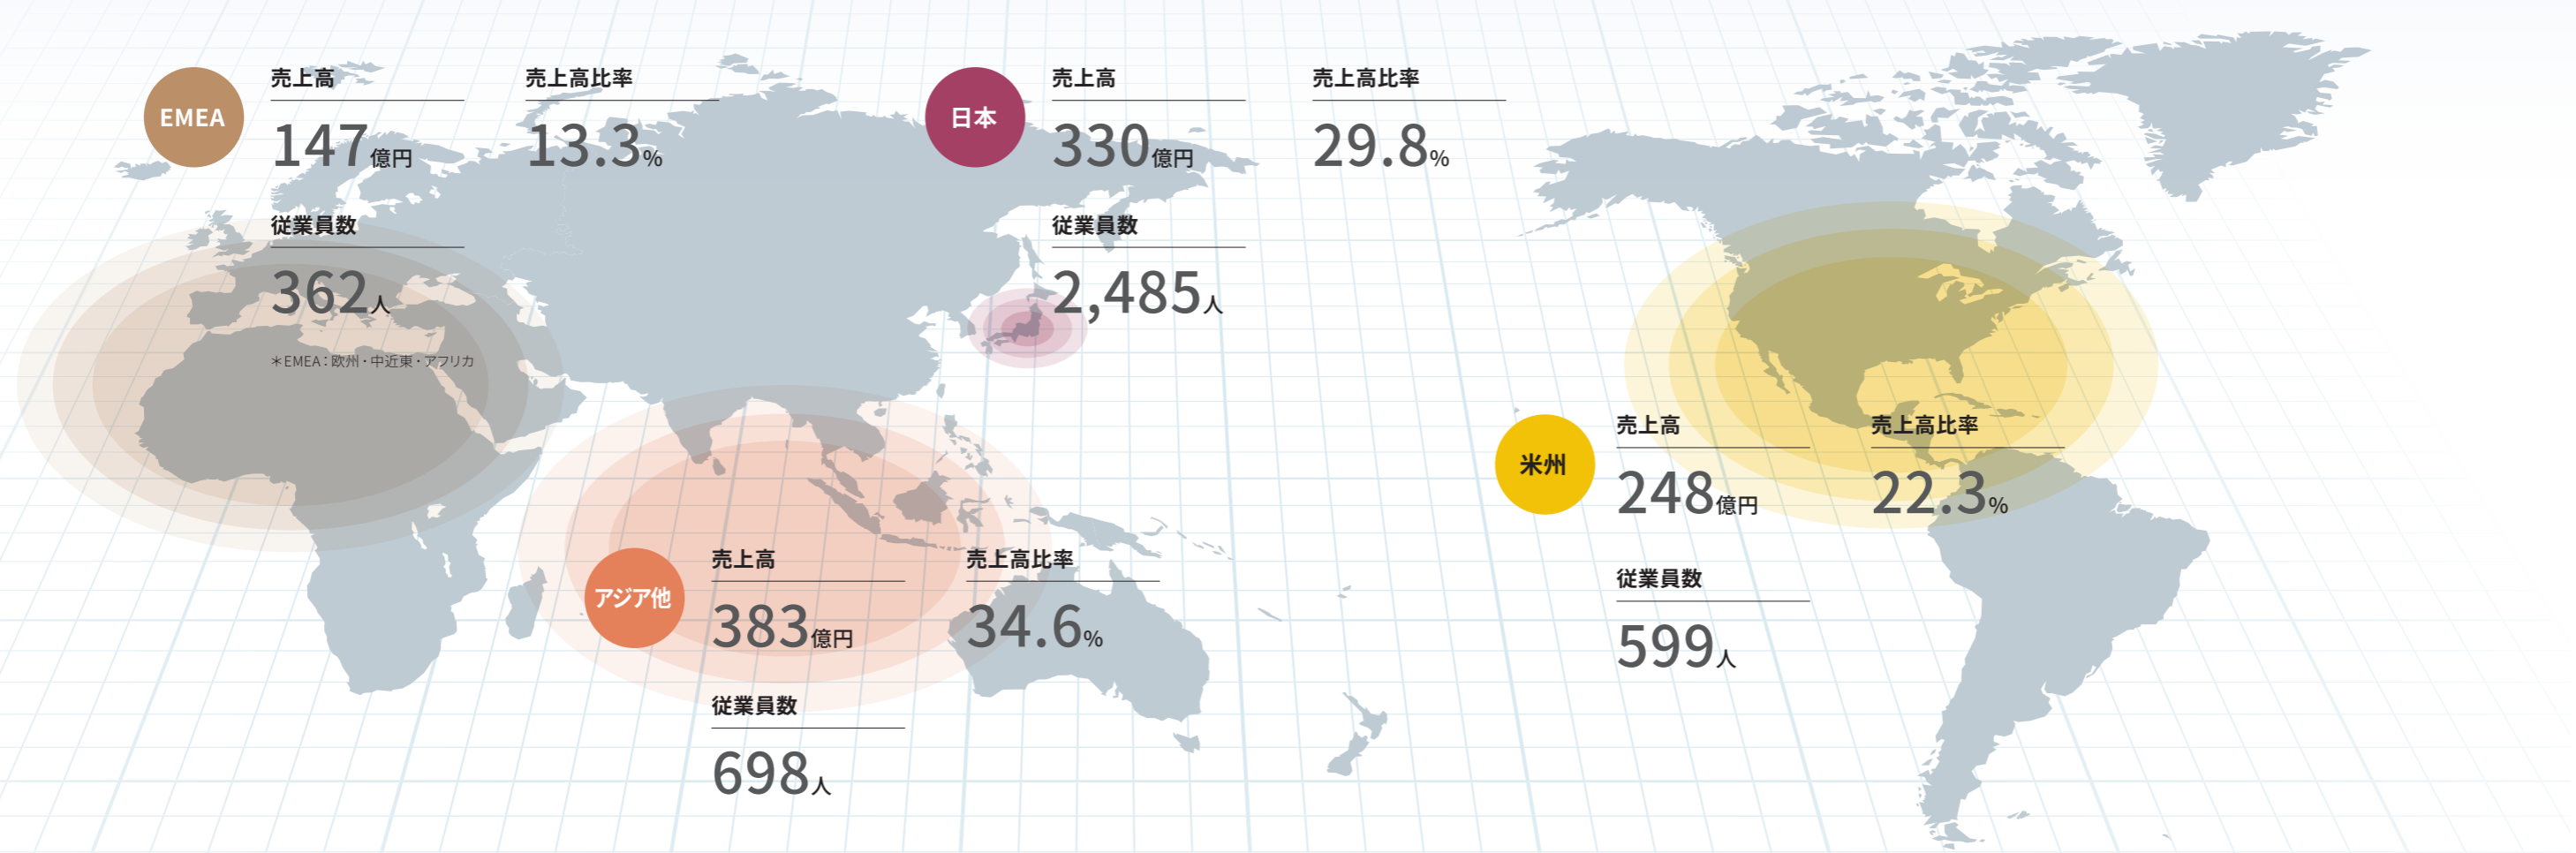 EMEA
売上高
147億円
売上高比率
13.3%
従業員数
362人
＊EMEA：欧州・中近東・アフリカ
日本
売上高
330億円
売上高比率
29.8%
従業員数
2,485人
アジア他
売上高
383億円
売上高比率
34.6%
従業員数
698人
米州
売上高
248億円
売上高比率
22.3%
従業員数
599人